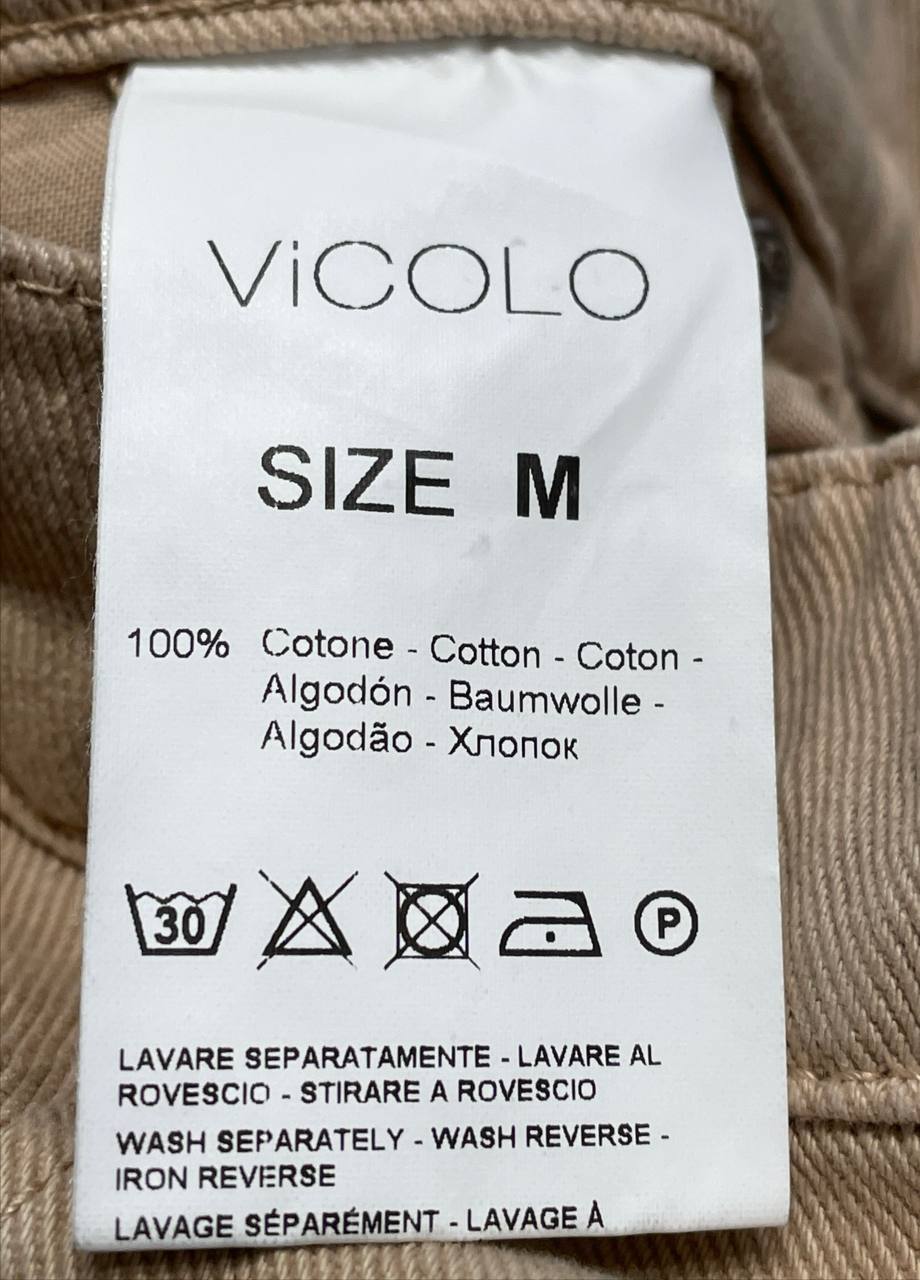 ViCOLO
SIZE M
100% Cotone - Cotton - Coton -
Algodón - Baumwolle -
Algodão - Хлопок
30 P
LAVARE SEPARATAMENTE - LAVARE AL
ROVESCIO - STIRARE A ROVESCIO
WASH SEPARATELY - WASH REVERSE -
IRON REVERSE
LAVAGE SÉPARÉMENT - LAVAGE À